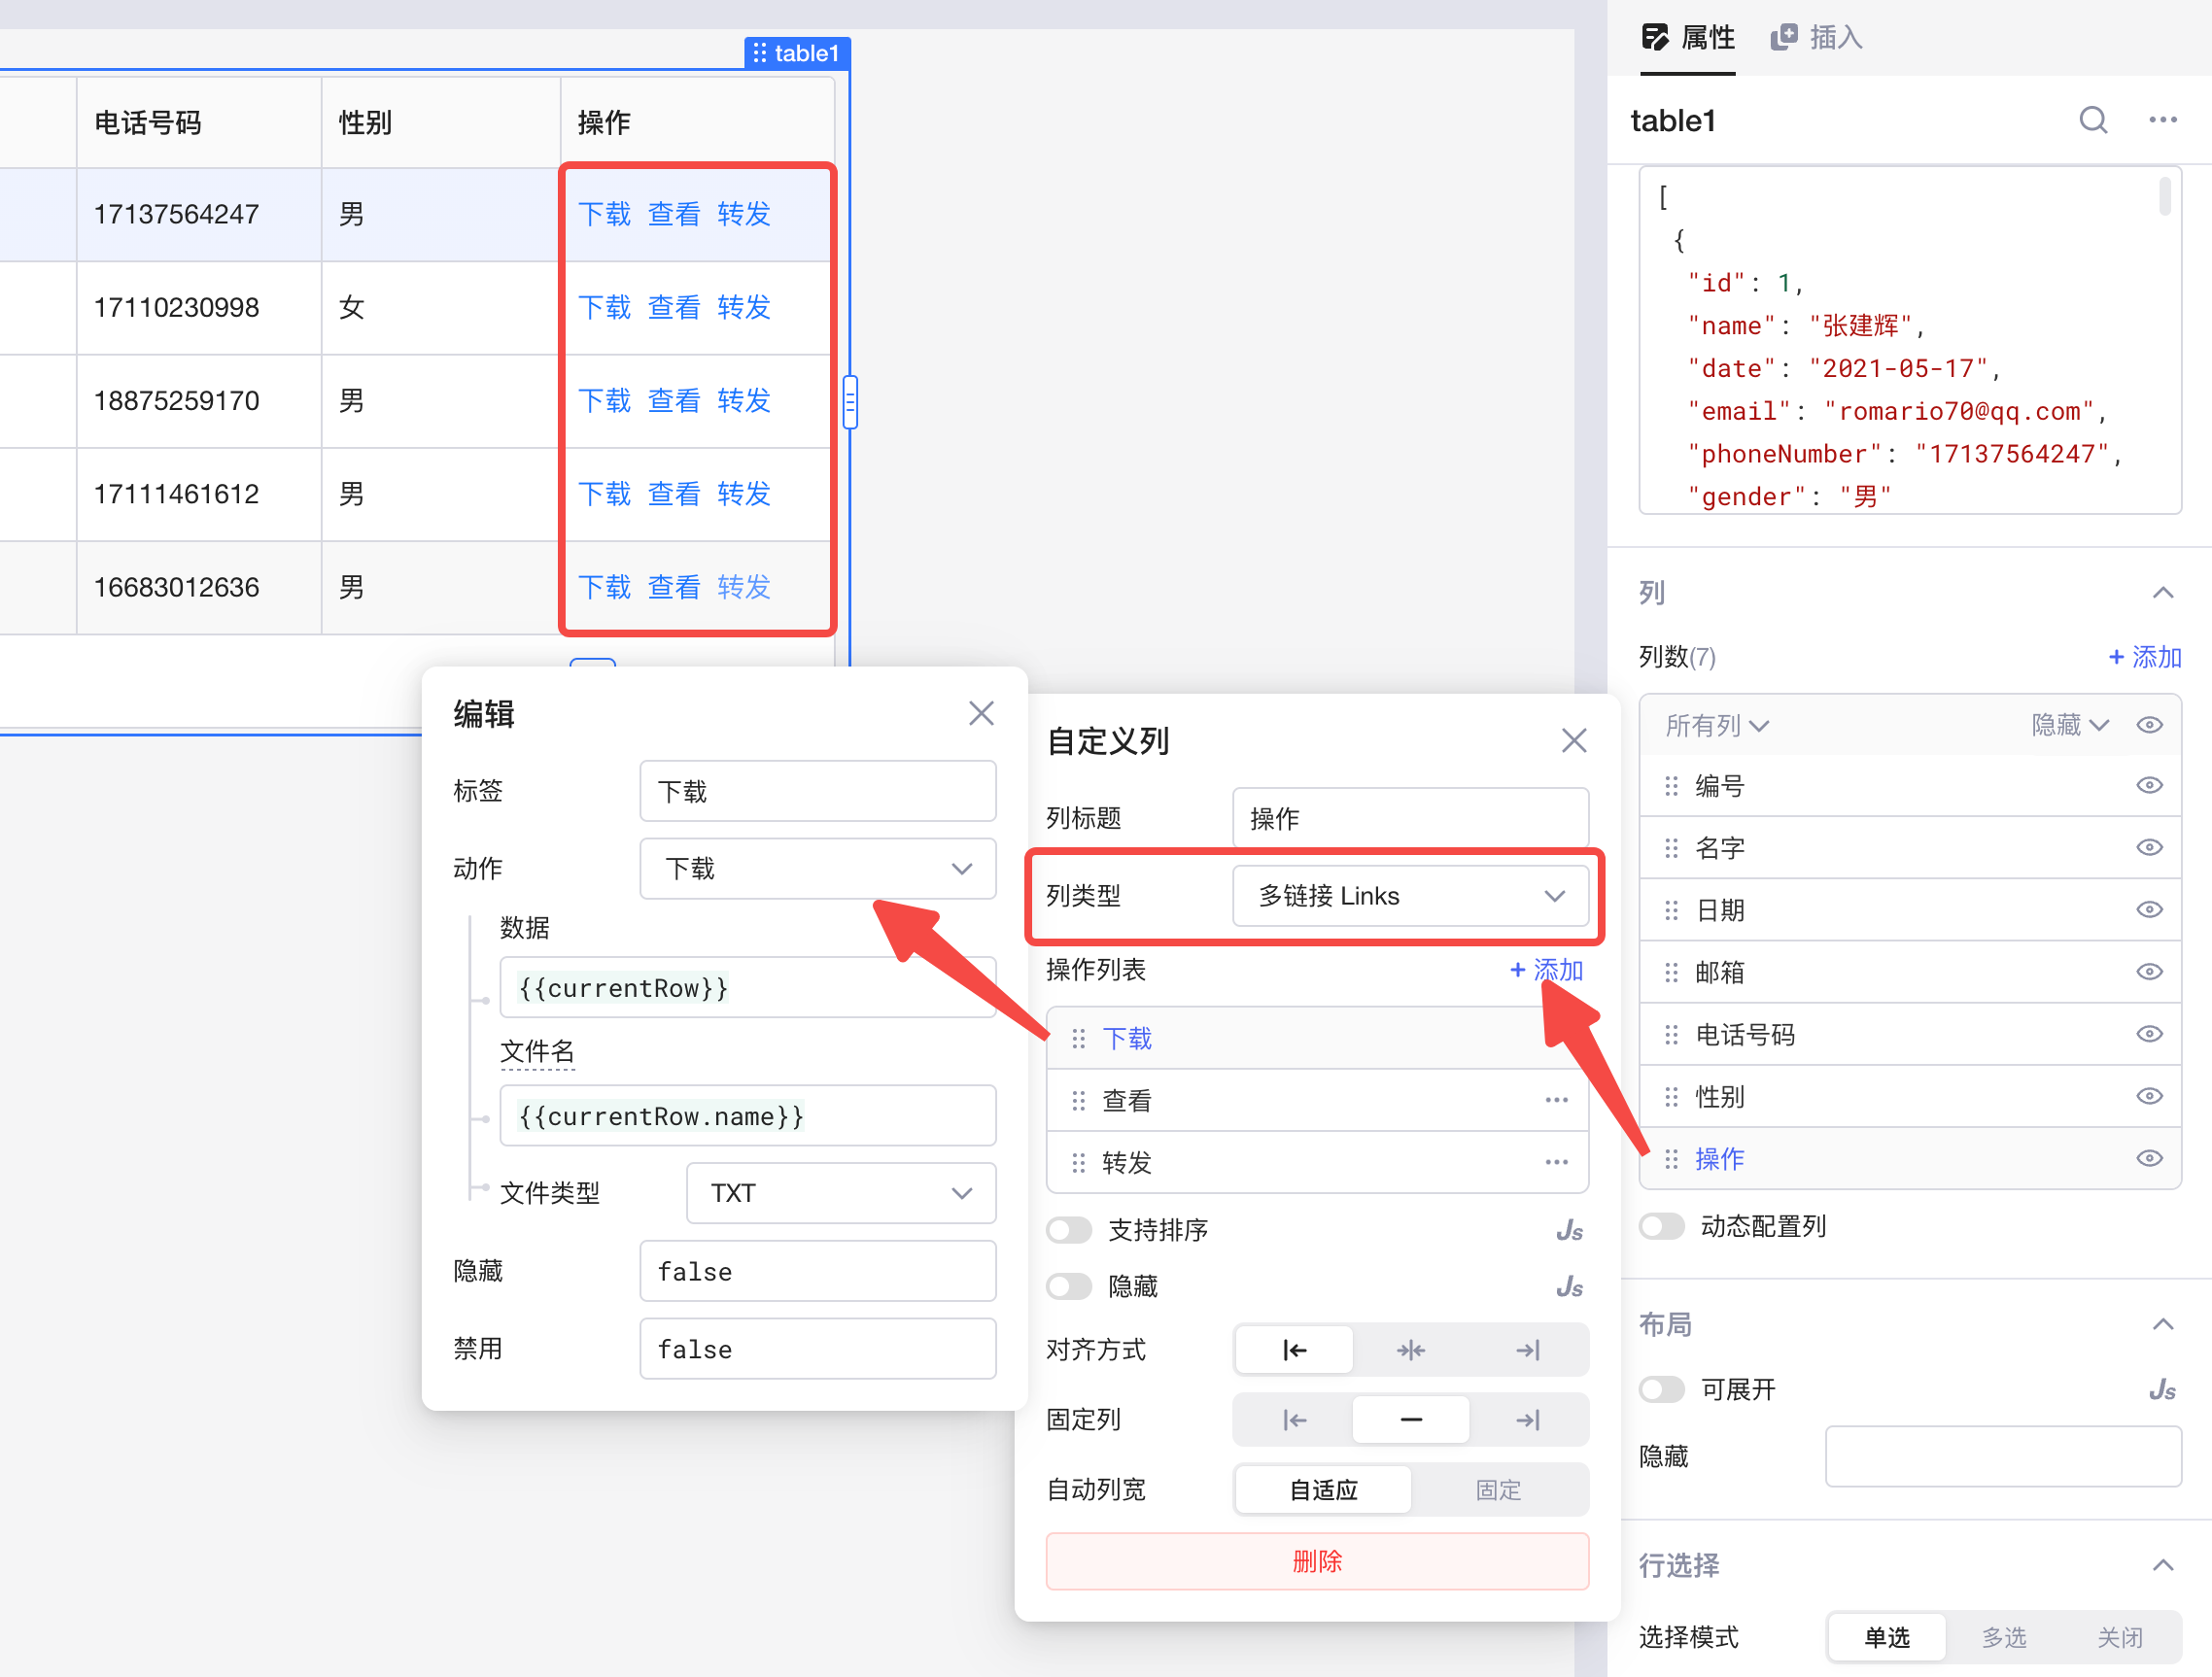 table1
电话号码 性别 操作
17137564247 男 下载 查看 转发
17110230998 女 下载 查看 转发
18875259170 男 下载 查看 转发
17111461612 男 下载 查看 转发
16683012636 男 下载 查看 转发
编辑
标签 下载
动作 下载
数据
{{currentRow}}
文件名
{{currentRow.name}}
文件类型 TXT
隐藏 false
禁用 false
自定义列
列标题 操作
列类型 多链接 Links
操作列表 + 添加
下载
查看
转发
支持排序 Js
隐藏 Js
对齐方式
固定列
自动列宽 自适应 固定
删除
属性 插入
table1
[
{
"id": 1,
"name": "张建辉",
"date": "2021-05-17",
"email": "romario70@qq.com",
"phoneNumber": "17137564247",
"gender": "男"
列
列数(7) + 添加
所有列 隐藏
编号
名字
日期
邮箱
电话号码
性别
操作
动态配置列
布局
可展开 Js
隐藏
行选择
选择模式 单选 多选 关闭